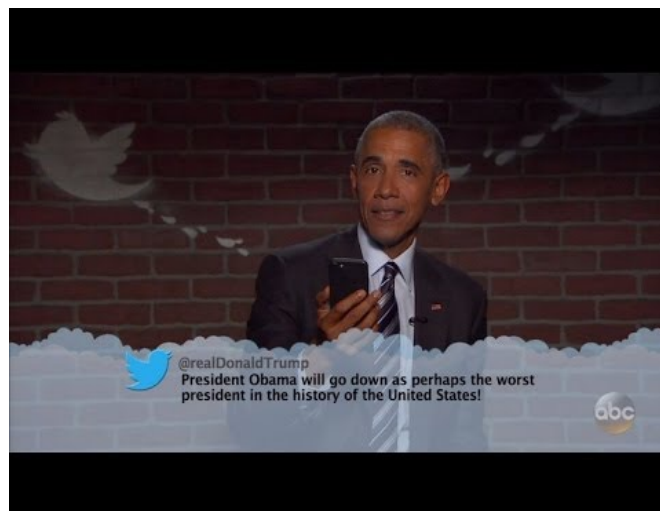 @realDonaldTrump
President Obama will go down as perhaps the worst
president in the history of the United States!
abc